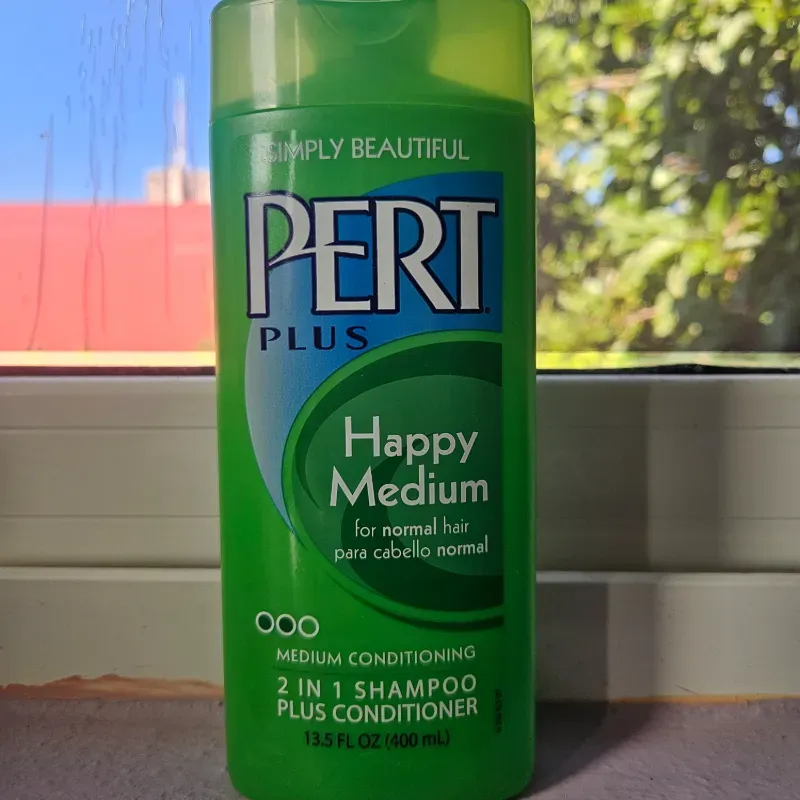 SIMPLY BEAUTIFUL
PERT
PLUS
Happy
Medium
for normal hair
para cabello normal
MEDIUM CONDITIONING
2 IN 1 SHAMPOO
PLUS CONDITIONER
13.5 FL OZ (400 mL)